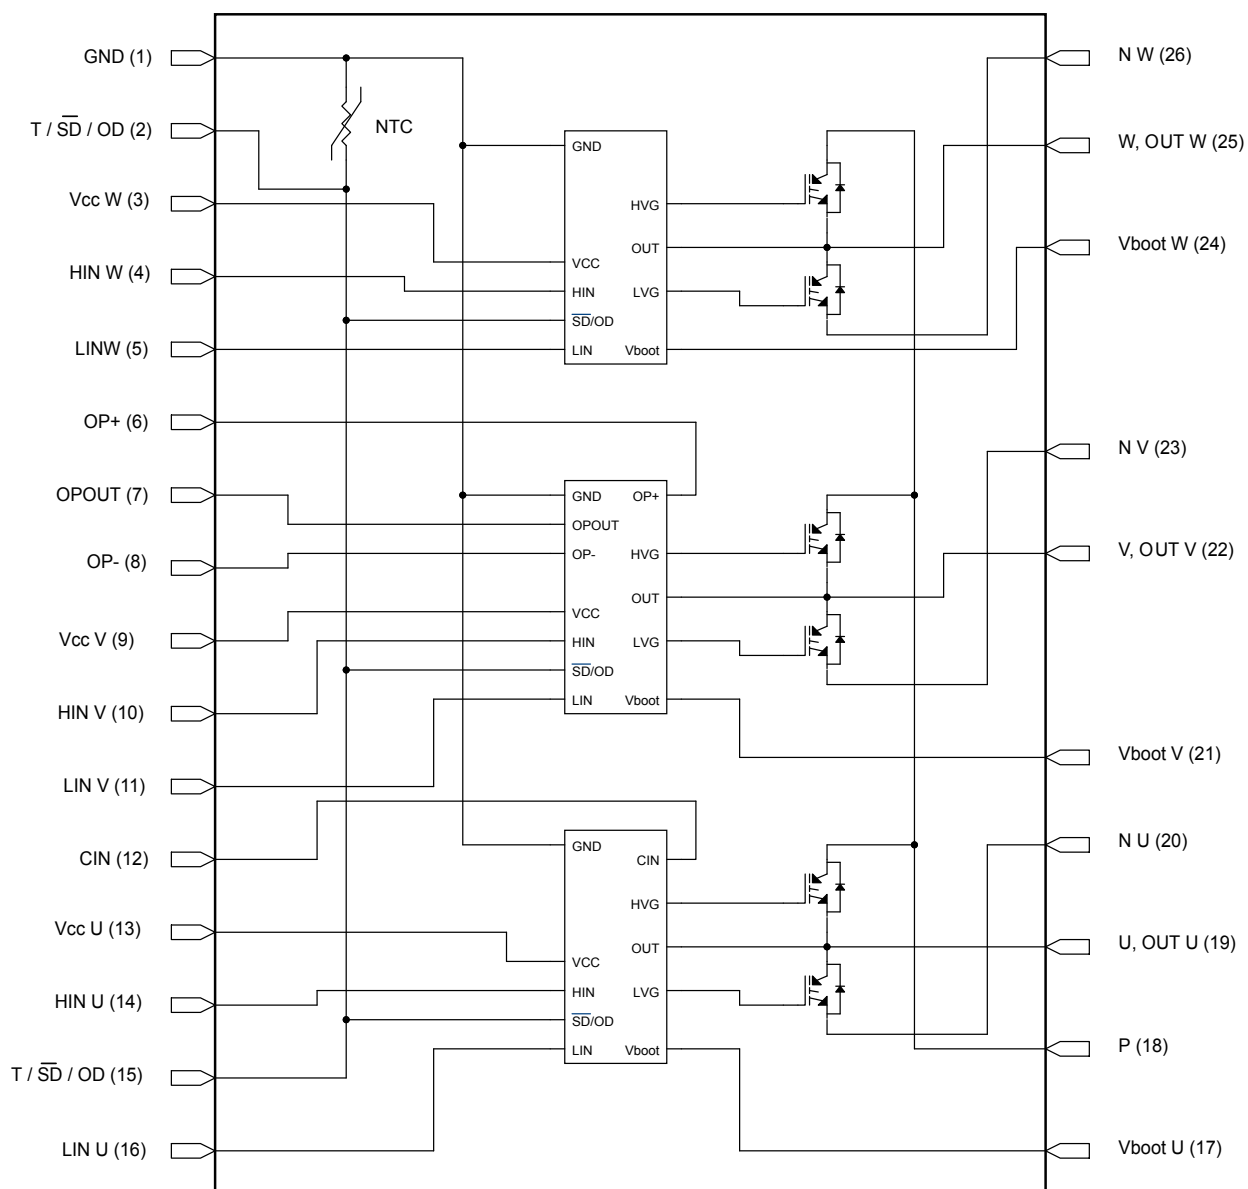 GND (1)
T / SD / OD (2)
Vcc W (3)
HIN W (4)
LINW (5)
OP+ (6)
OPOUT (7)
OP- (8)
Vcc V (9)
HIN V (10)
LIN V (11)
CIN (12)
Vcc U (13)
HIN U (14)
T / SD / OD (15)
LIN U (16)
NTC
GND
HVG
OUT
VCC
HIN
LVG
SD/OD
LIN
Vboot
GND
OP+
OPOUT
OP-
HVG
OUT
VCC
HIN
LVG
SD/OD
LIN
Vboot
GND
CIN
HVG
OUT
VCC
HIN
LVG
SD/OD
LIN
Vboot
N W (26)
W, OUT W (25)
Vboot W (24)
N V (23)
V, OUT V (22)
Vboot V (21)
N U (20)
U, OUT U (19)
P (18)
Vboot U (17)